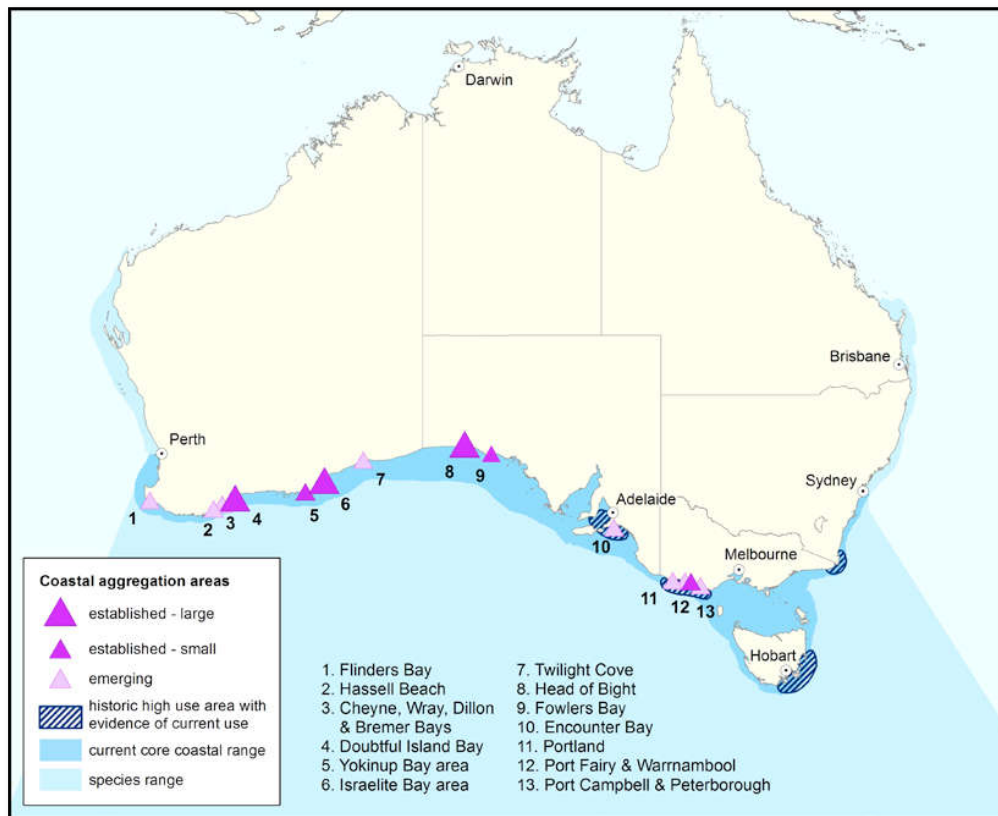 Darwin
Brisbane
Perth
Sydney
Adelaide
Melbourne
Hobart
1
2
3
4
5
6
7
8
9
10
11
12
13
Coastal aggregation areas
established - large
established - small
emerging
historic high use area with
evidence of current use
current core coastal range
species range
1. Flinders Bay
2. Hassell Beach
3. Cheyne, Wray, Dillon
& Bremer Bays
4. Doubtful Island Bay
5. Yokinup Bay area
6. Israelite Bay area
7. Twilight Cove
8. Head of Bight
9. Fowlers Bay
10. Encounter Bay
11. Portland
12. Port Fairy & Warrnambool
13. Port Campbell & Peterborough